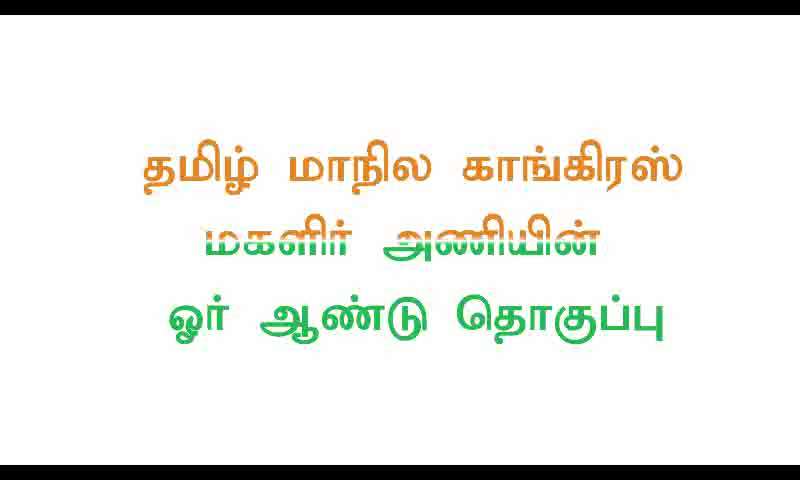 தமிழ் மாநில காங்கிரஸ்
மகளிர் அணியின்
ஓர் ஆண்டு தொகுப்பு